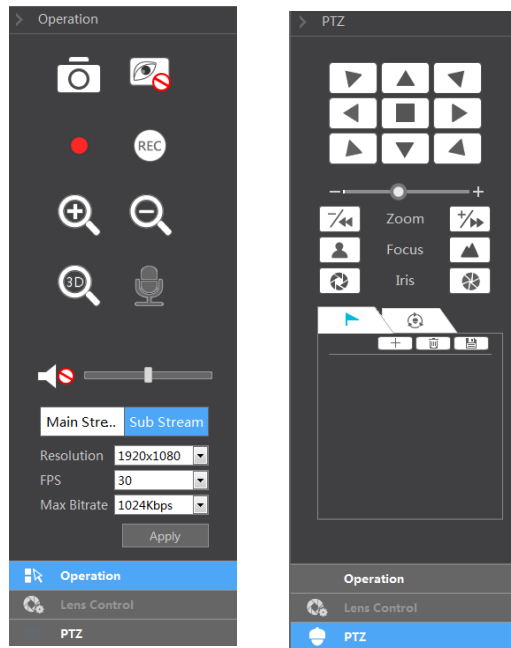 Operation
REC
3D
Main Stre..
Sub Stream
Resolution 1920x1080
FPS 30
Max Bitrate 1024Kbps
Apply
Operation
Lens Control
PTZ
PTZ
Zoom
Focus
Iris
Operation
Lens Control
PTZ